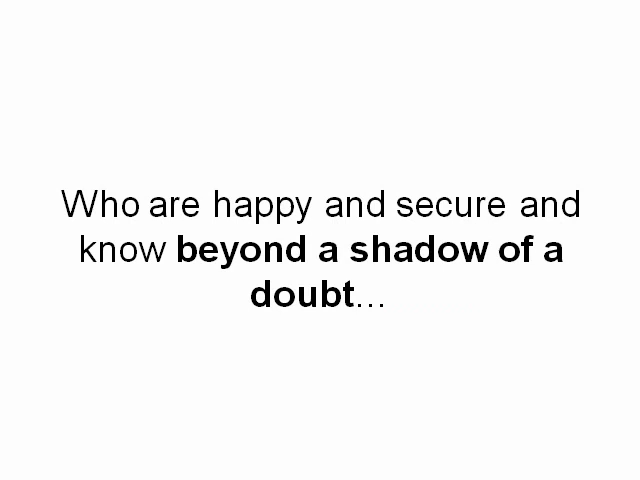 Who are happy and secure and
know beyond a shadow of a
doubt...